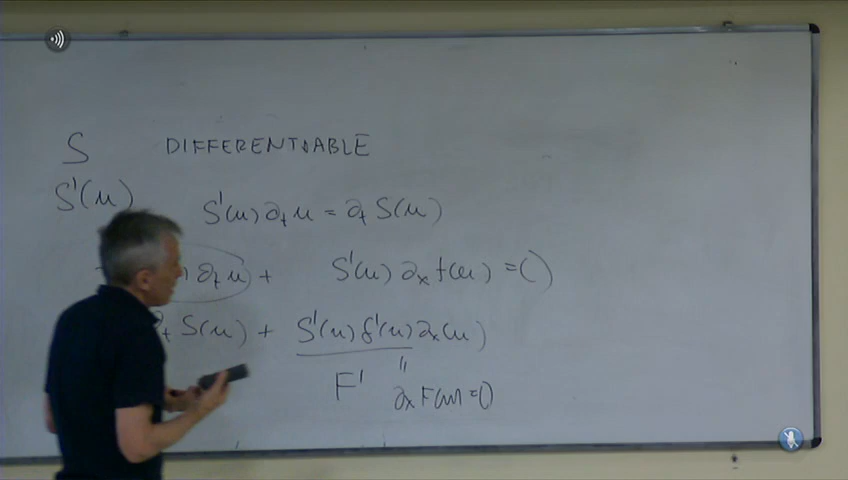 S DIFFERENTIABLE
S'(u) S'(u) ∂t u = ∂t S(u)
) ∂t u + S'(u) ∂x f(u) = 0
∂t S(u) + S'(u) f'(u) ∂x(u)
F' "
∂x F(u) = 0